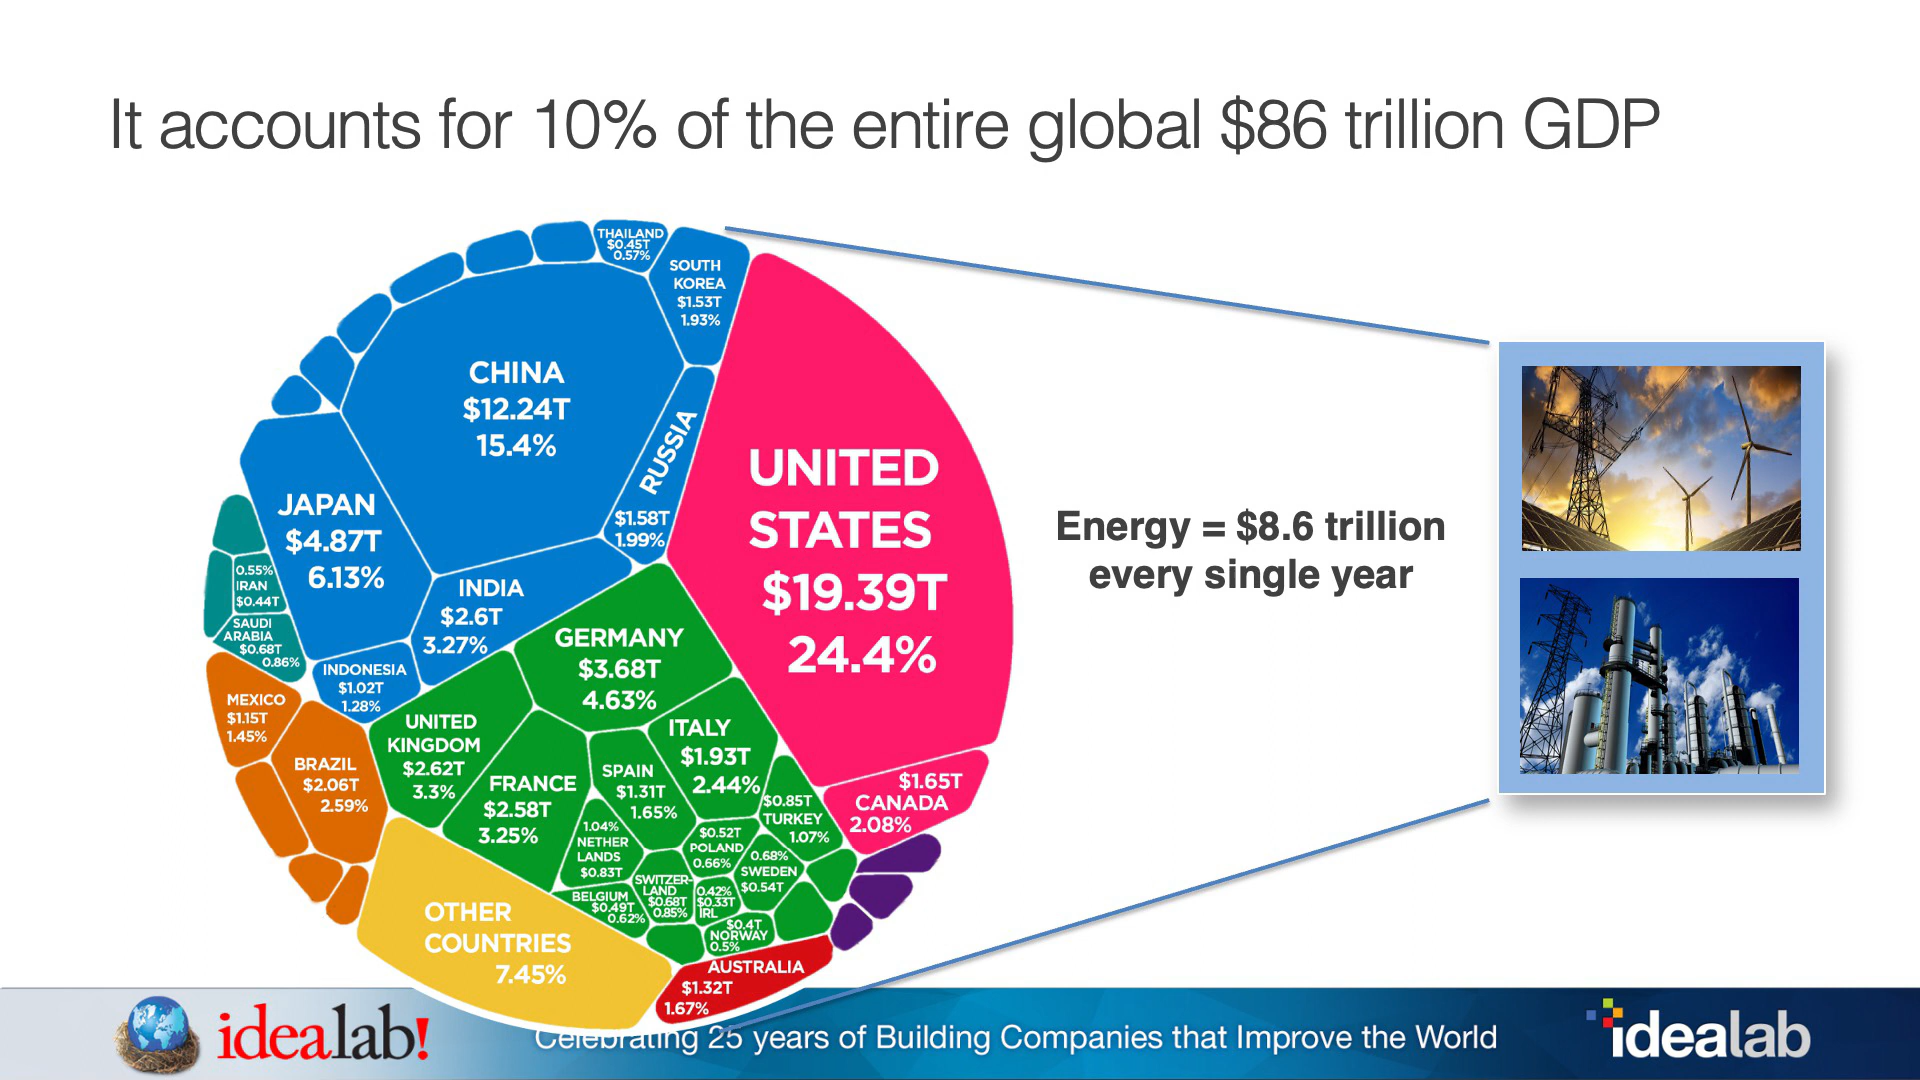 It accounts for 10% of the entire global $86 trillion GDP
THAILAND
$0.45T
0.57%
SOUTH
KOREA
$1.53T
1.93%
CHINA
$12.24T
15.4%
RUSSIA
$1.58T
1.99%
UNITED
STATES
$19.39T
24.4%
JAPAN
$4.87T
6.13%
INDIA
$2.6T
3.27%
0.55%
IRAN
$0.44T
SAUDI
ARABIA
$0.68T
0.86%
INDONESIA
$1.02T
1.28%
MEXICO
$1.15T
1.45%
BRAZIL
$2.06T
2.59%
GERMANY
$3.68T
4.63%
UNITED
KINGDOM
$2.62T
3.3%
FRANCE
$2.58T
3.25%
SPAIN
$1.31T
1.65%
ITALY
$1.93T
2.44%
$0.85T
TURKEY
1.07%
$1.65T
CANADA
2.08%
1.04%
NETHER
LANDS
$0.83T
$0.52T
POLAND
0.66%
0.68%
SWEDEN
$0.54T
SWITZER-
LAND
$0.68T
0.85%
0.42%
$0.33T
IRL
BELGIUM
$0.49T
0.62%
$0.4T
NORWAY
0.5%
OTHER
COUNTRIES
7.45%
AUSTRALIA
$1.32T
1.67%
Energy = $8.6 trillion
every single year
idealab!
Celebrating 25 years of Building Companies that Improve the World
idealab